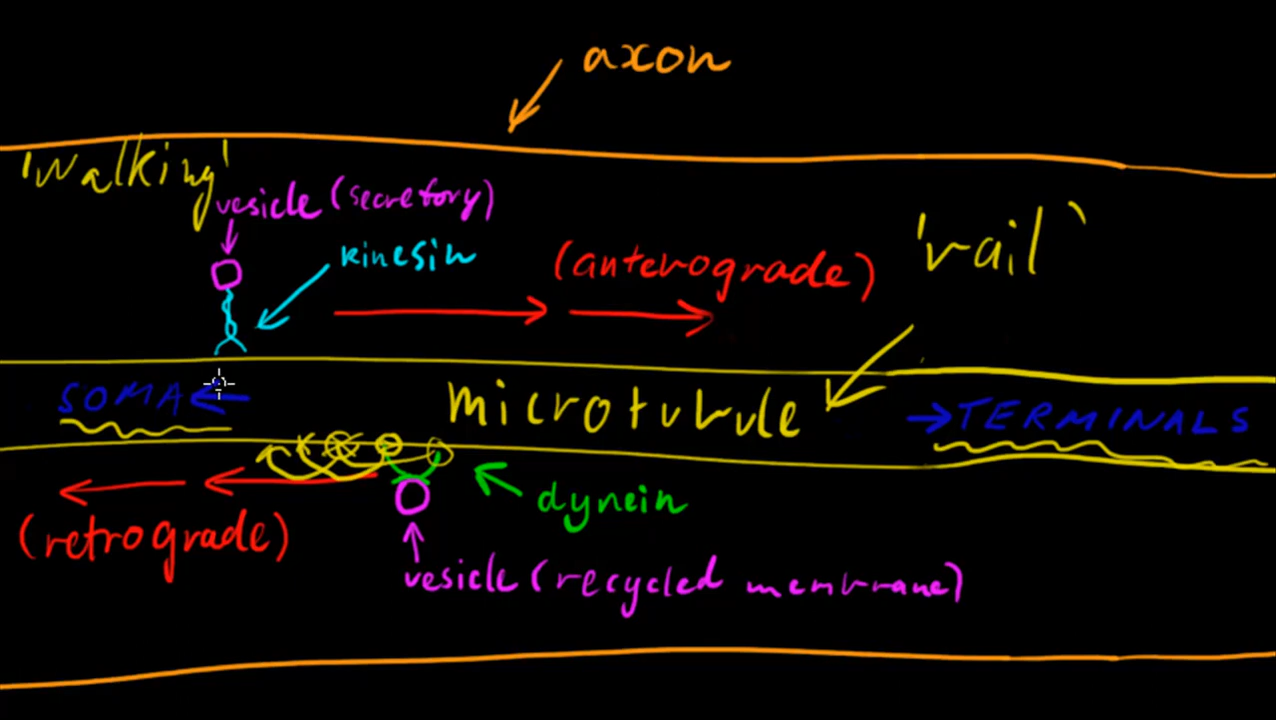 axon
'Walking'
vesicle (secretory)
kinesin
(anterograde)
'rail'
SOMA
microtubule
TERMINALS
(retrograde)
dynein
vesicle (recycled membrane)